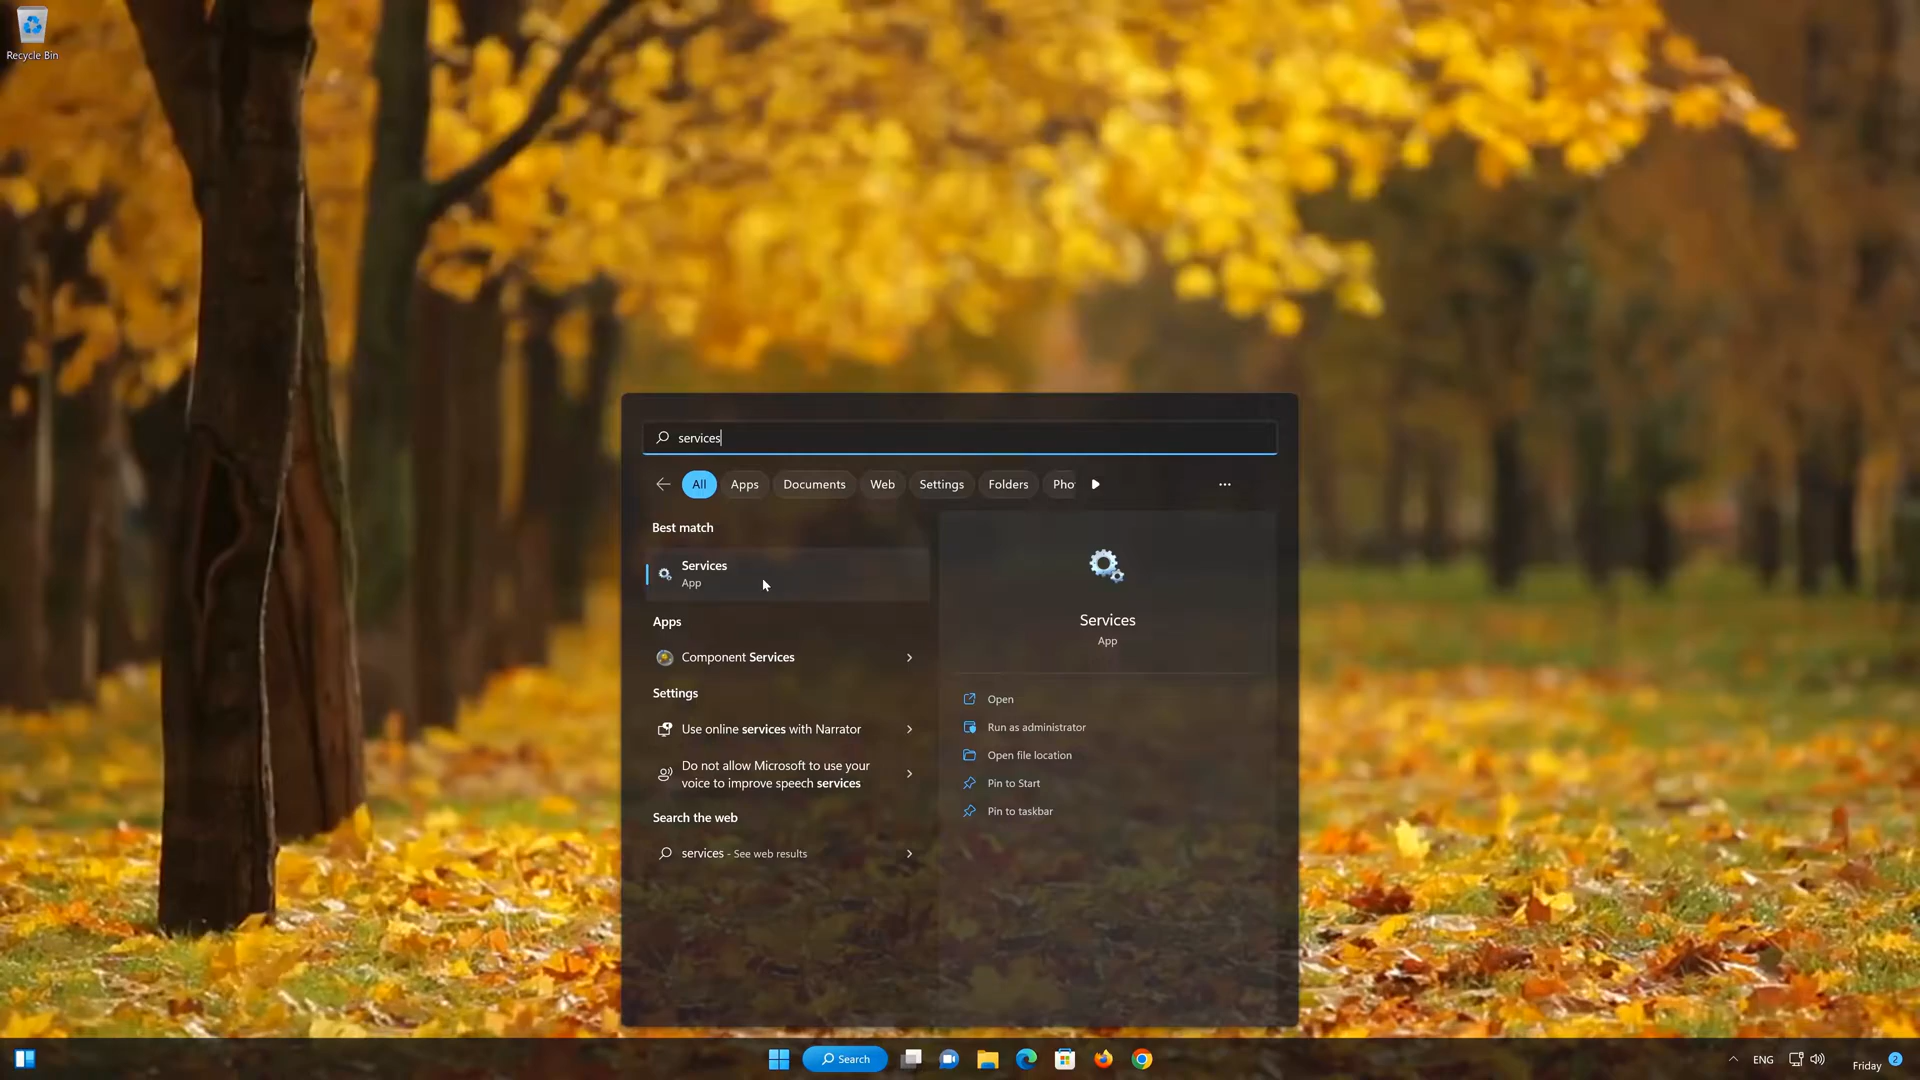 Recycle Bin
services
All Apps Documents Web Settings Folders Pho
Best match
Services
App
Apps
Component Services
Settings
Use online services with Narrator
Do not allow Microsoft to use your
voice to improve speech services
Search the web
services - See web results
Services
App
Open
Run as administrator
Open file location
Pin to Start
Pin to taskbar
Search
ENG
Friday 2